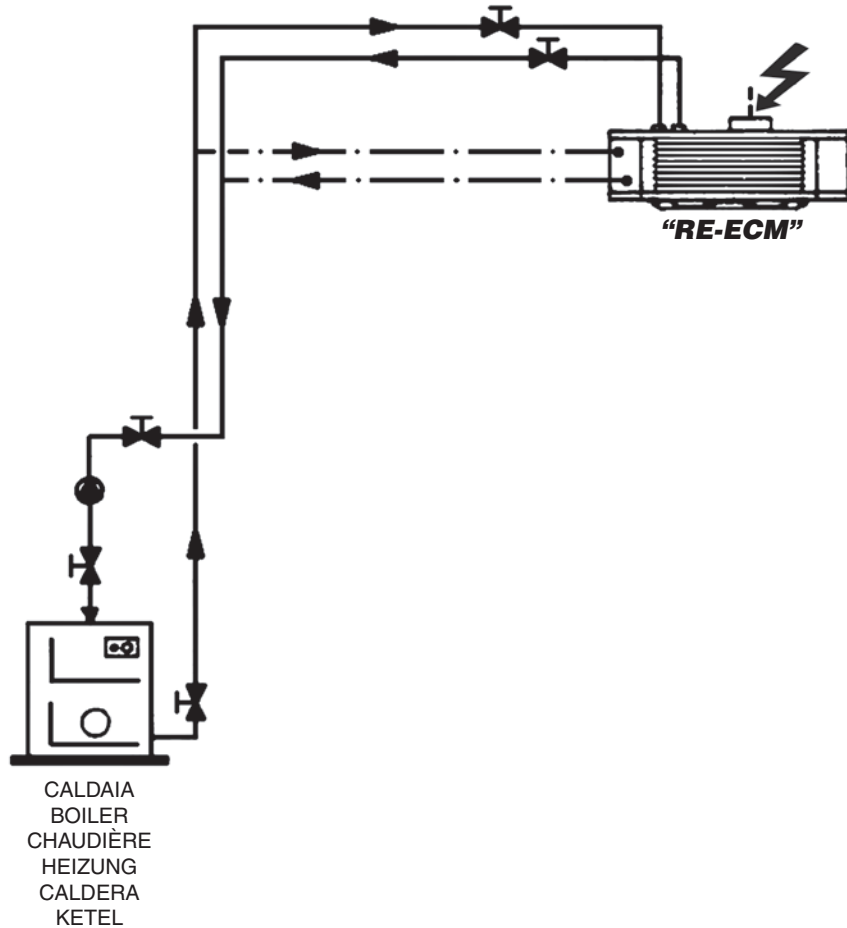 “RE-ECM”
CALDAIA
BOILER
CHAUDIÈRE
HEIZUNG
CALDERA
KETEL